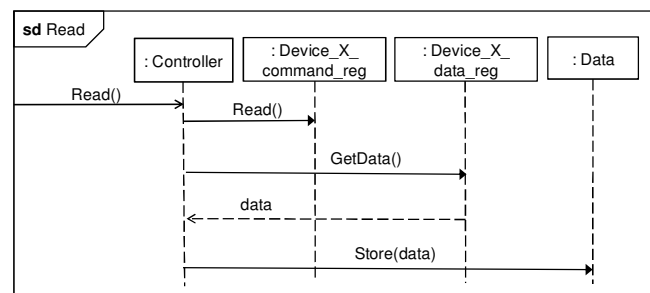 sd Read
: Controller
: Device_X_
command_reg
: Device_X_
data_reg
: Data
Read()
Read()
GetData()
data
Store(data)